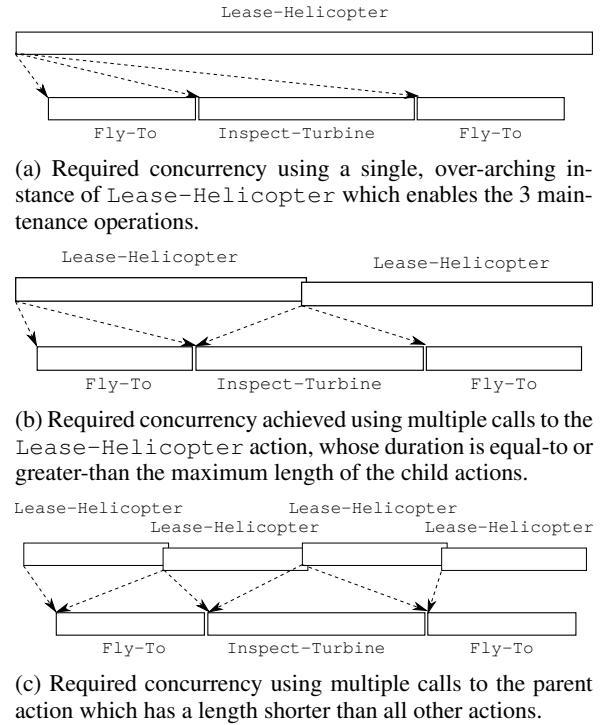 Lease-Helicopter
Fly-To Inspect-Turbine Fly-To
(a) Required concurrency using a single, over-arching in-
stance of Lease-Helicopter which enables the 3 main-
tenance operations.
Lease-Helicopter Lease-Helicopter
Fly-To Inspect-Turbine Fly-To
(b) Required concurrency achieved using multiple calls to the
Lease-Helicopter action, whose duration is equal-to or
greater-than the maximum length of the child actions.
Lease-Helicopter Lease-Helicopter
Lease-Helicopter Lease-Helicopter
Fly-To Inspect-Turbine Fly-To
(c) Required concurrency using multiple calls to the parent
action which has a length shorter than all other actions.